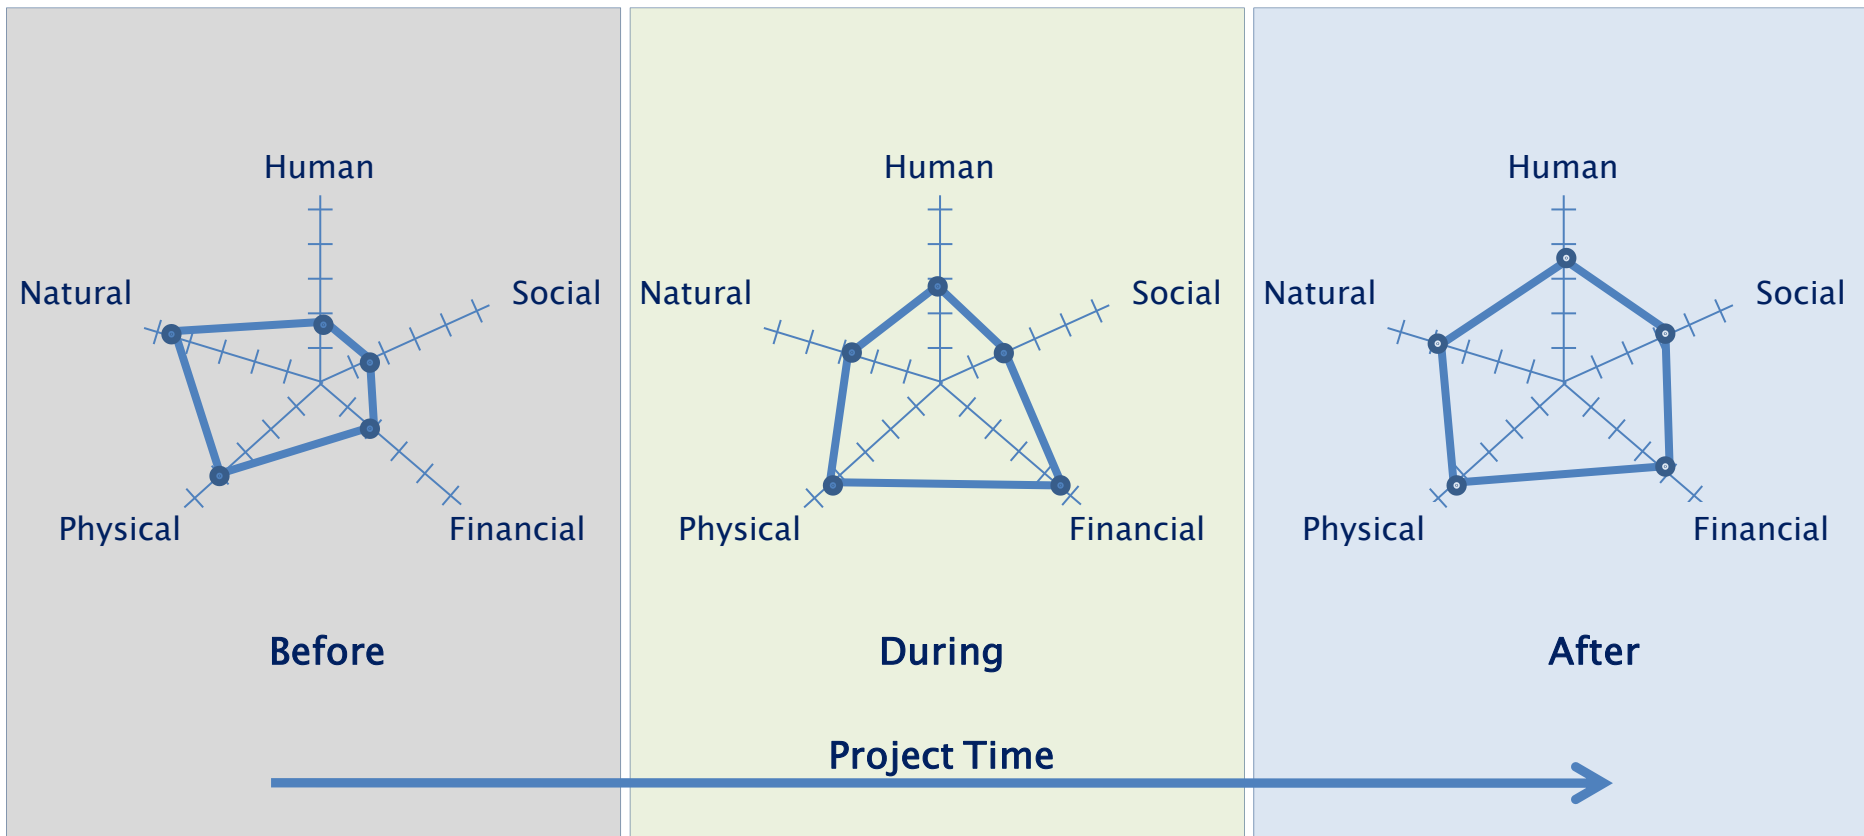 Human
Natural
Social
Physical
Financial
Before
Human
Natural
Social
Physical
Financial
During
Human
Natural
Social
Physical
Financial
After
Project Time